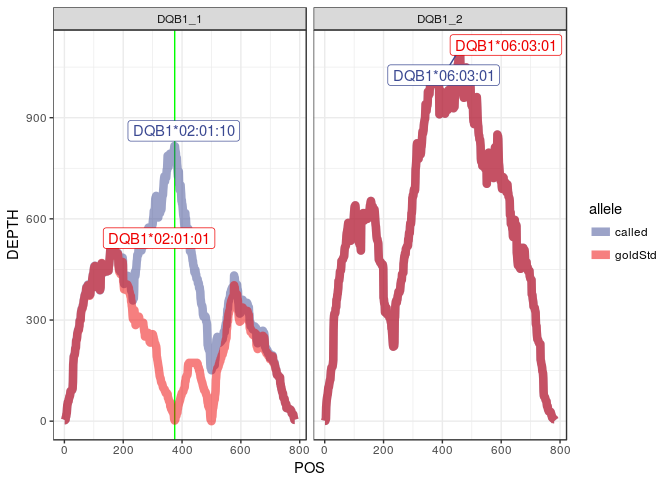 DQB1_1
DQB1_2
DQB1*06:03:01
DQB1*06:03:01
DQB1*02:01:10
DQB1*02:01:01
900
600
300
0
DEPTH
0 200 400 600 800
0 200 400 600 800
POS
allele
called
goldStd